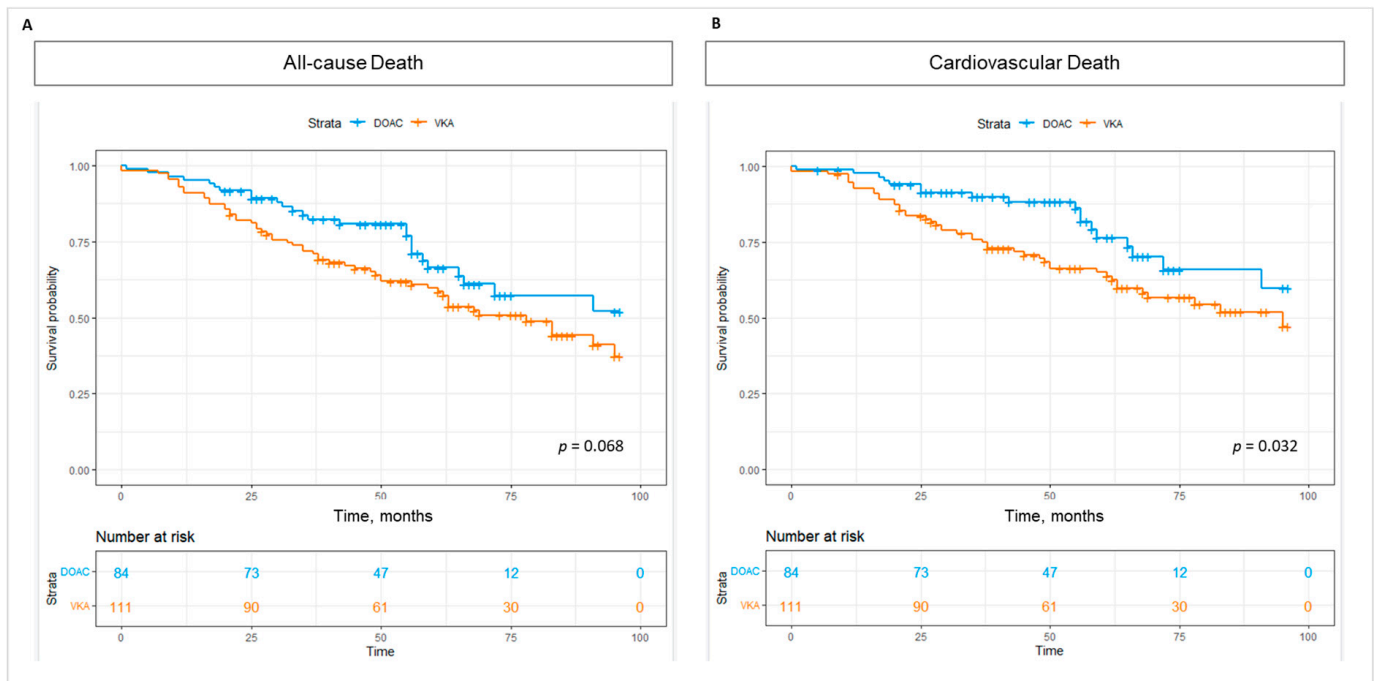 A
All-cause Death
Strata DOAC VKA
1.00
0.75
0.50
0.25
0.00
Survival probability
p = 0.068
0 25 50 75 100
Time, months
Number at risk
Strata
DOAC 84 73 47 12 0
VKA 111 90 61 30 0
0 25 50 75 100
Time
B
Cardiovascular Death
Strata DOAC VKA
1.00
0.75
0.50
0.25
0.00
Survival probability
p = 0.032
0 25 50 75 100
Time, months
Number at risk
Strata
DOAC 84 73 47 12 0
VKA 111 90 61 30 0
0 25 50 75 100
Time